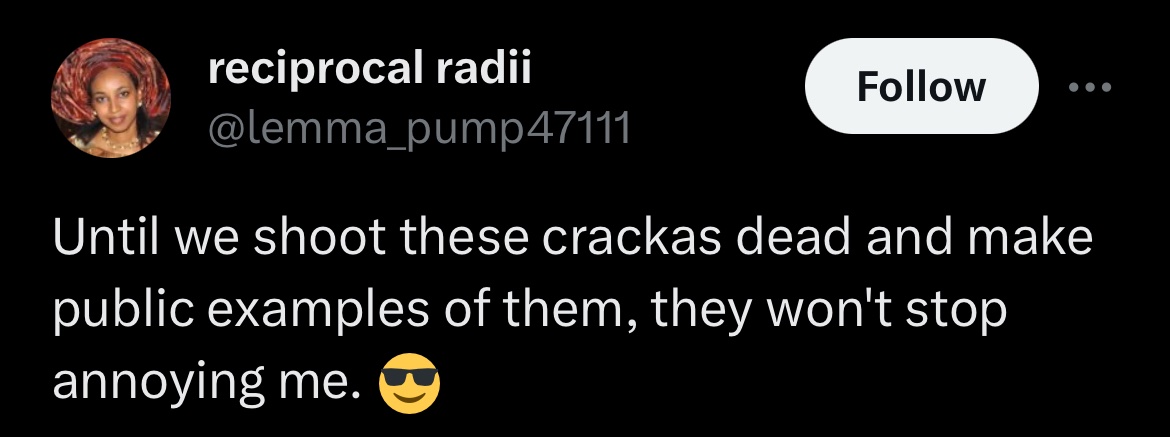 reciprocal radii
@lemma_pump47111
Follow
Until we shoot these crackas dead and make
public examples of them, they won't stop
annoying me. 😎